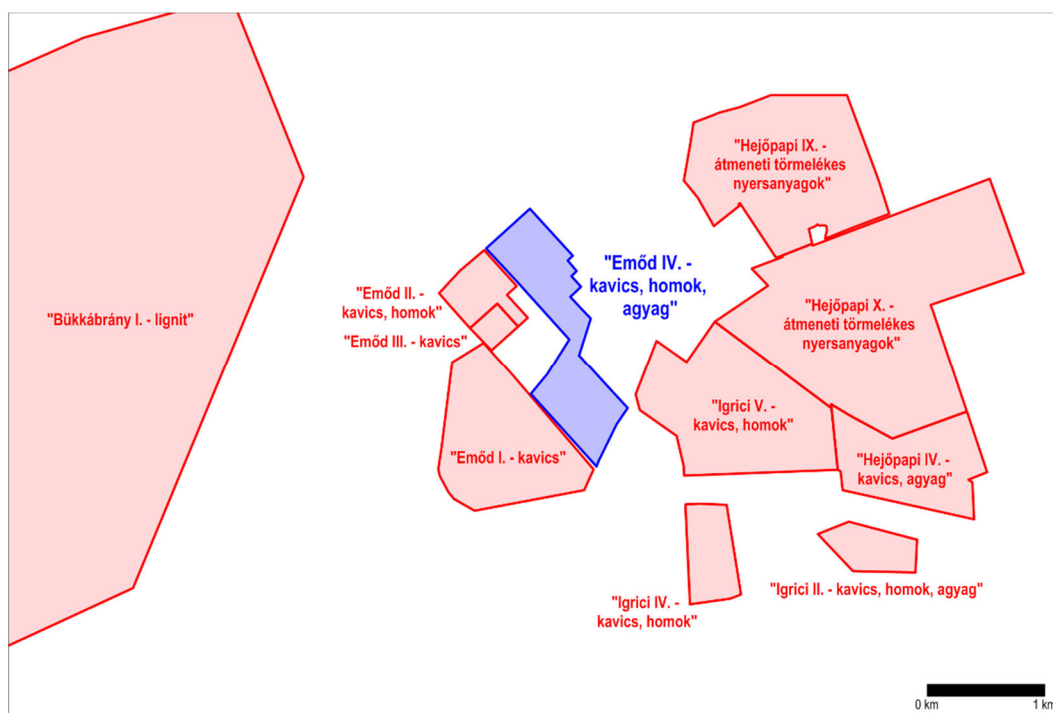 "Hejőpapi IX. -
átmeneti törmelékes
nyersanyagok"
"Emőd IV. -
kavics, homok,
agyag"
"Emőd II. -
kavics, homok"
"Bükkábrány I. - lignit"
"Hejőpapi X. -
átmeneti törmelékes
nyersanyagok"
"Emőd III. - kavics"
"Igrici V. -
kavics, homok"
"Emőd I. - kavics"
"Hejőpapi IV. -
kavics, agyag"
"Igrici IV. -
kavics, homok"
"Igrici II. - kavics, homok, agyag"
0 km 1 km